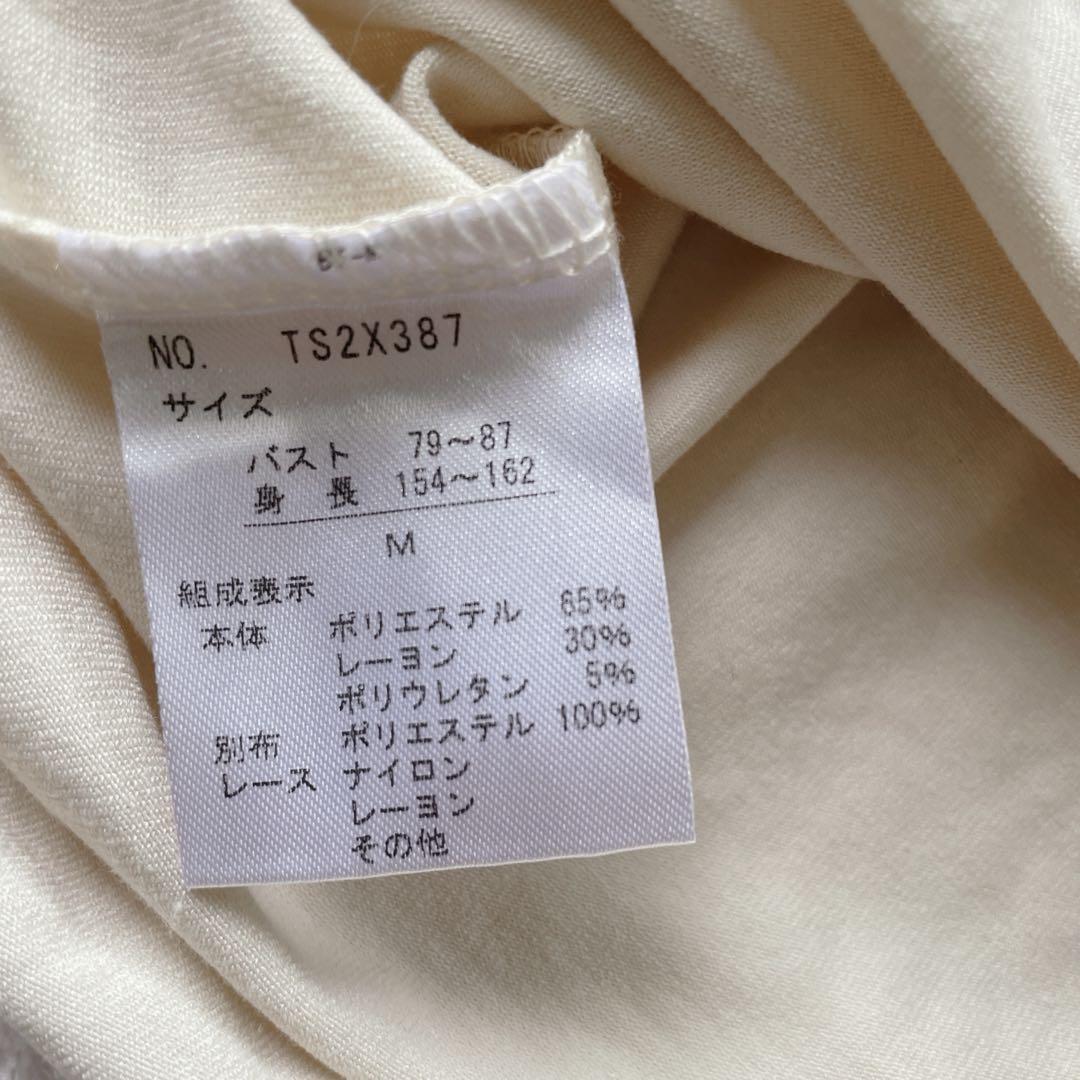 NO. TS2X387
サイズ
バスト 79～87
身長 154～162
M
組成表示
本体 ポリエステル 65%
レーヨン 30%
ポリウレタン 5%
別布 ポリエステル 100%
レース ナイロン
レーヨン
その他